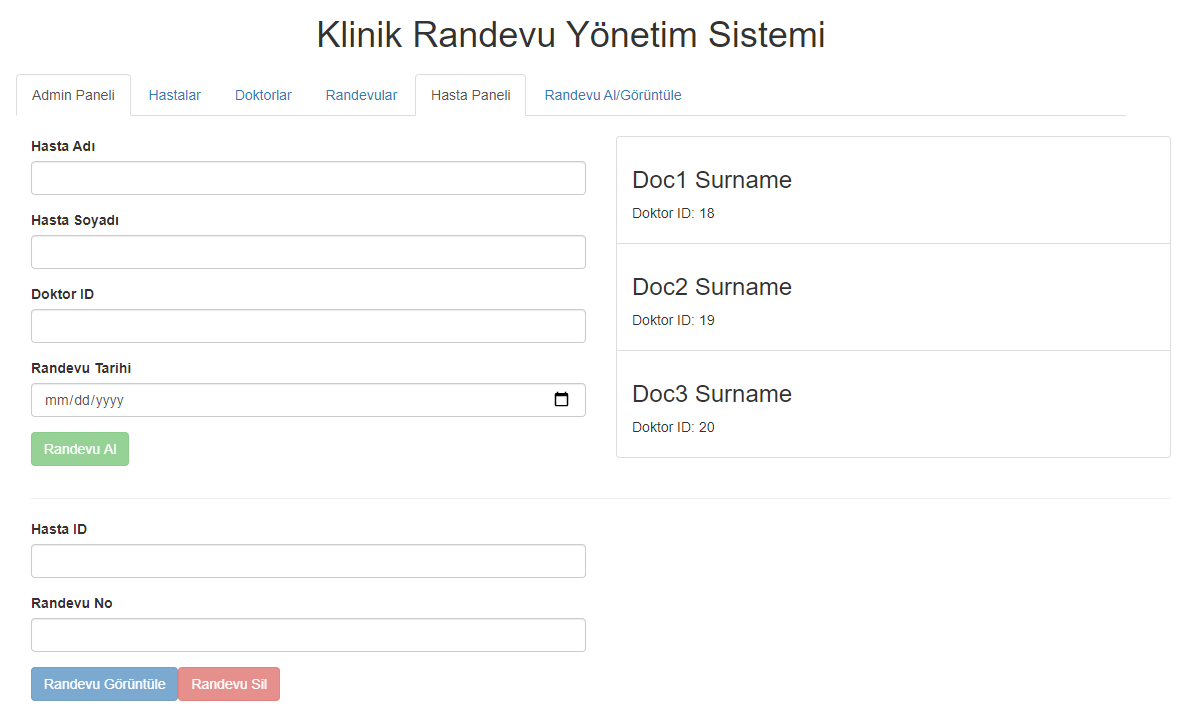 Klinik Randevu Yönetim Sistemi
Admin Paneli Hastalar Doktorlar Randevular Hasta Paneli Randevu Al/Görüntüle
Hasta Adı
Hasta Soyadı
Doktor ID
Randevu Tarihi
mm/dd/yyyy
Randevu Al
Doc1 Surname
Doktor ID: 18
Doc2 Surname
Doktor ID: 19
Doc3 Surname
Doktor ID: 20
Hasta ID
Randevu No
Randevu Görüntüle Randevu Sil